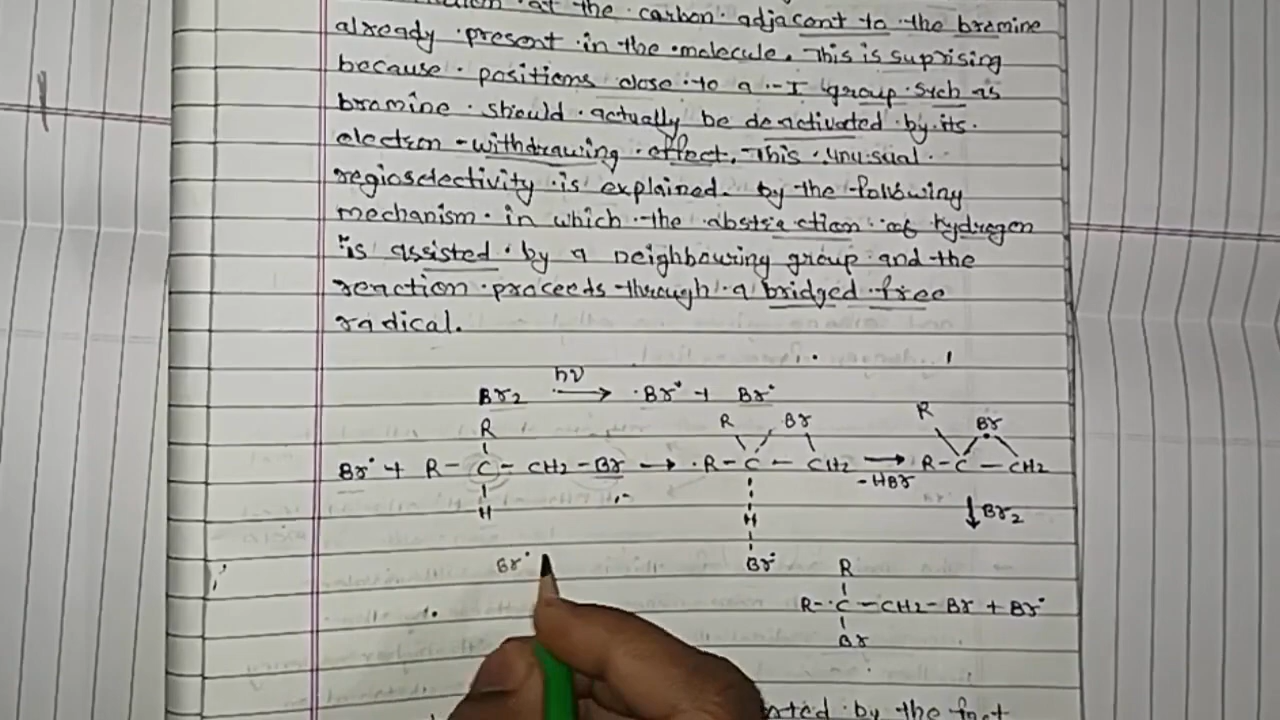 at the carbon adjacent to the bramine
already present in the molecule. This is suprising
because positions close to a -I group such as
bramine should actually be deactivated by its
electron-withdrawing effect. This unusual
regioselectivity is explained by the following
mechanism in which the abstraction of hydrogen
is assisted by a neighbouring group and the
reaction proceeds through a bridged free
radical.
Br2 hν → Br• + Br•
R R Br R Br
Br• + R-C-CH2-Br → R-C-CH2 → R-C-CH2
-HBr
H H ↓Br2
Br• Br• R
R-C-CH2-Br + Br•
Br
by the fact